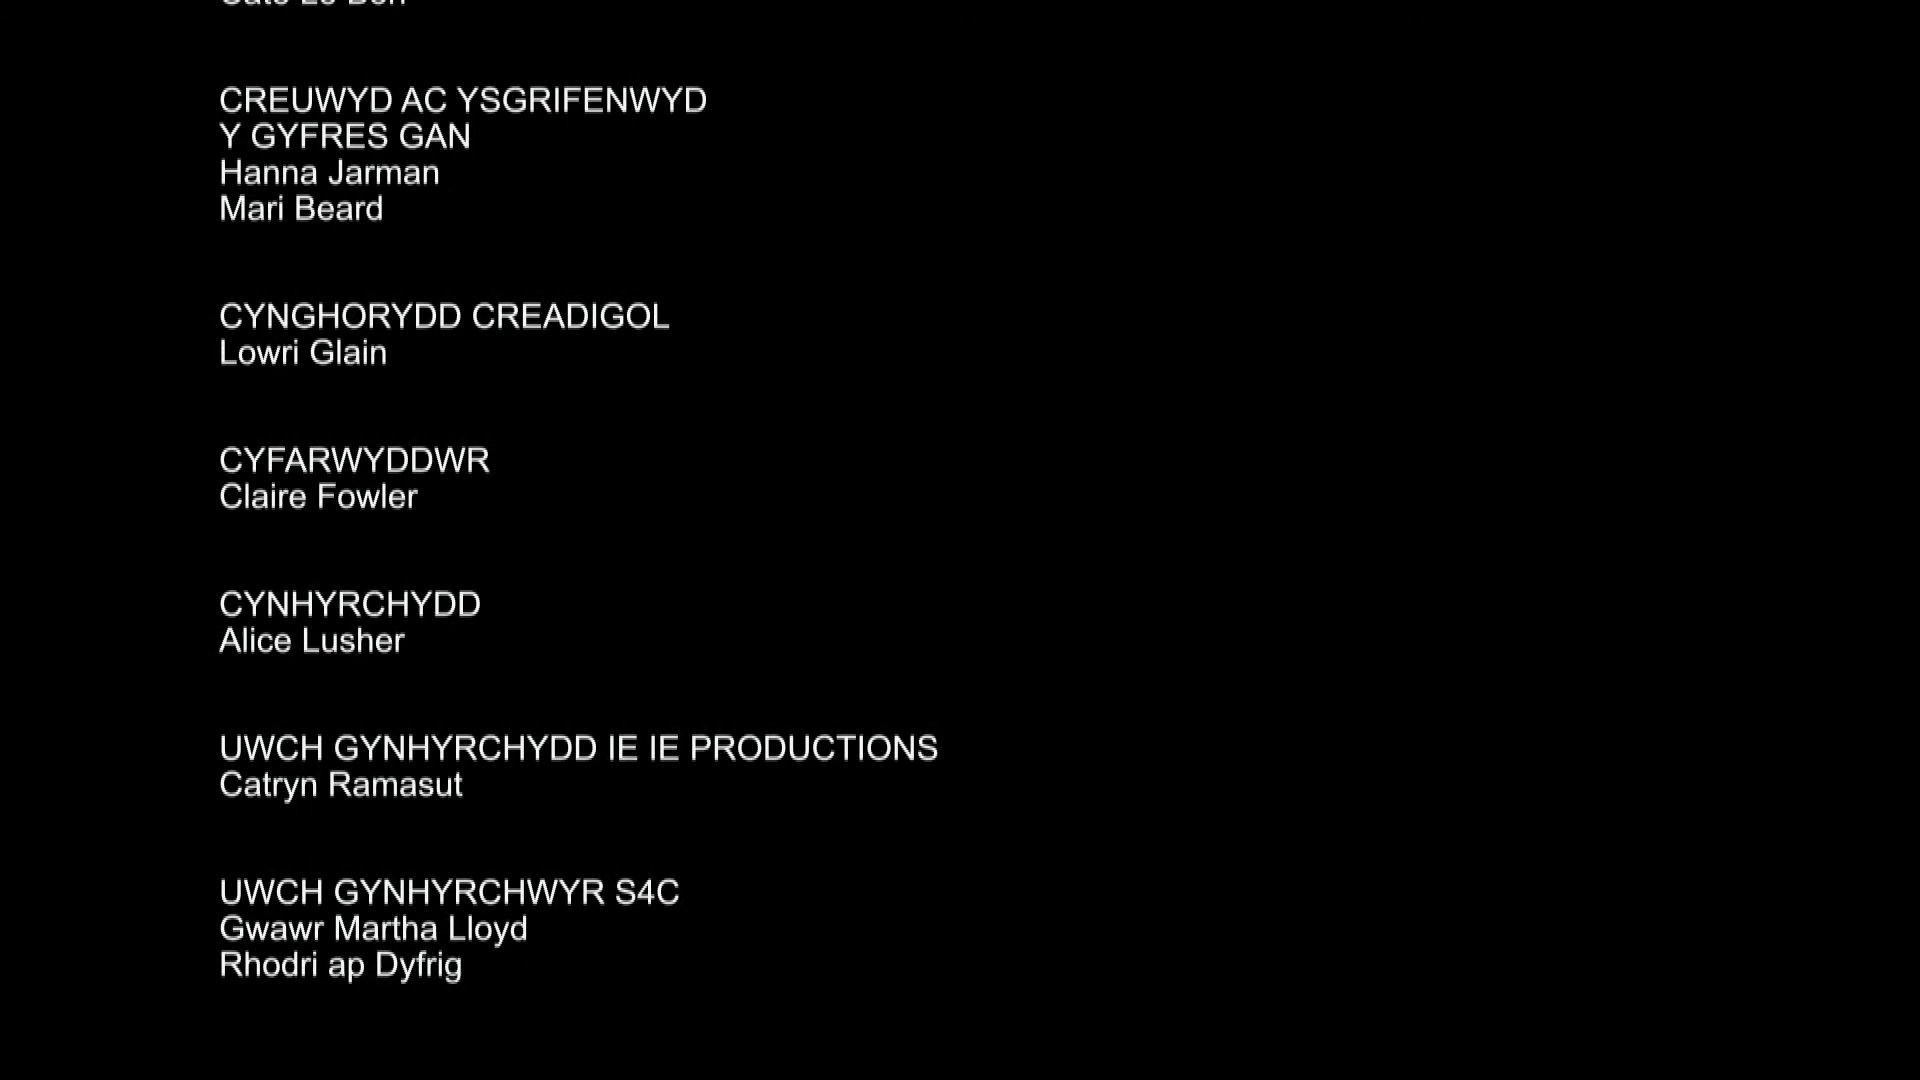 CREUWYD AC YSGRIFENWYD
Y GYFRES GAN
Hanna Jarman
Mari Beard
CYNGHORYDD CREADIGOL
Lowri Glain
CYFARWYDDWR
Claire Fowler
CYNHYRCHYDD
Alice Lusher
UWCH GYNHYRCHYDD IE IE PRODUCTIONS
Catryn Ramasut
UWCH GYNHYRCHWYR S4C
Gwawr Martha Lloyd
Rhodri ap Dyfrig